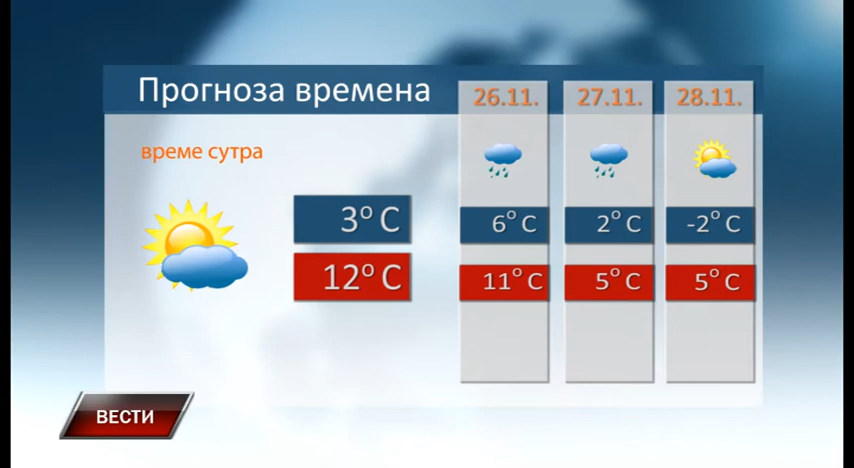 Прогноза времена
26.11. 27.11. 28.11.
време сутра
3° C 6° C 2° C -2° C
12° C 11° C 5° C 5° C
ВЕСТИ